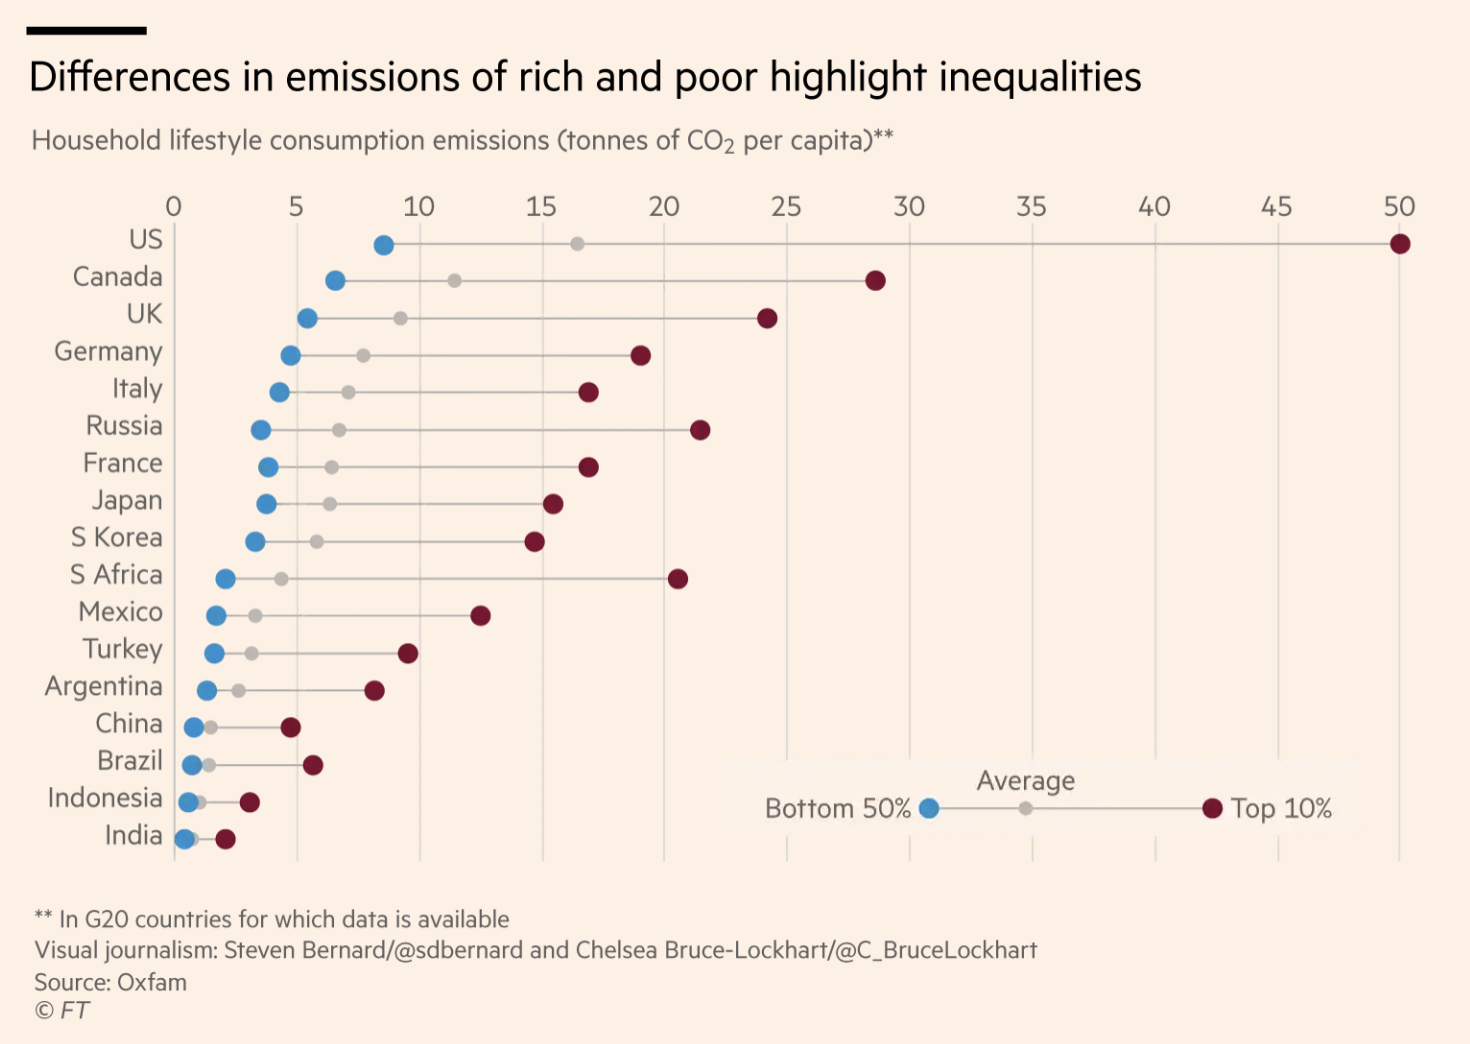 Differences in emissions of rich and poor highlight inequalities
Household lifestyle consumption emissions (tonnes of CO₂ per capita)**
0 5 10 15 20 25 30 35 40 45 50
US
Canada
UK
Germany
Italy
Russia
France
Japan
S Korea
S Africa
Mexico
Turkey
Argentina
China
Brazil
Indonesia
India
Average
Bottom 50% Top 10%
** In G20 countries for which data is available
Visual journalism: Steven Bernard/@sdbernard and Chelsea Bruce-Lockhart/@C_BruceLockhart
Source: Oxfam
© FT